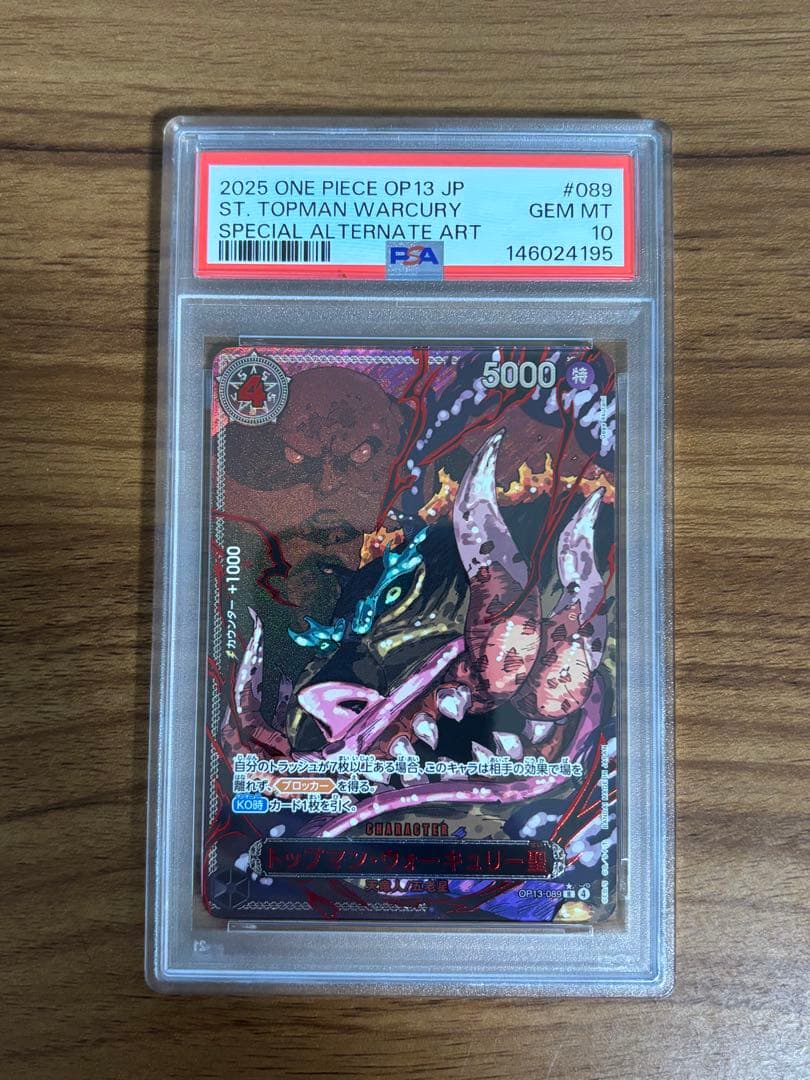 2025 ONE PIECE OP13 JP #089
ST. TOPMAN WARCURY GEM MT
SPECIAL ALTERNATE ART 10
PSA 146024195
4
5000 特
カウンター +1000
自分のトラッシュが7枚以上ある場合、このキャラは相手の効果で場を
離れず、ブロッカーを得る。
KO時 カード1枚を引く。
CHARACTER
トップマン・ウォーキュリー聖
天竜人/五老星
OP13-089 R 4